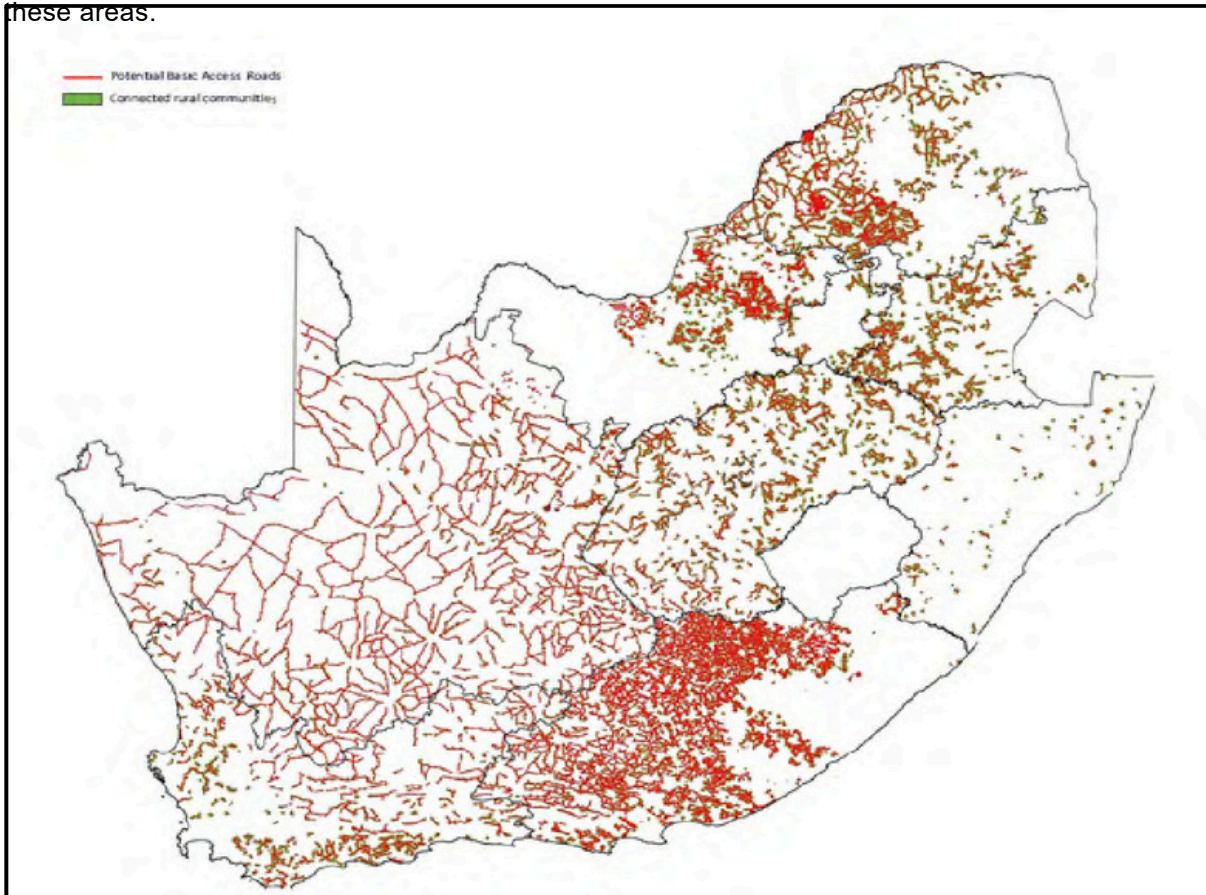 these areas.
Potential Basic Access Roads
Connected rural communities